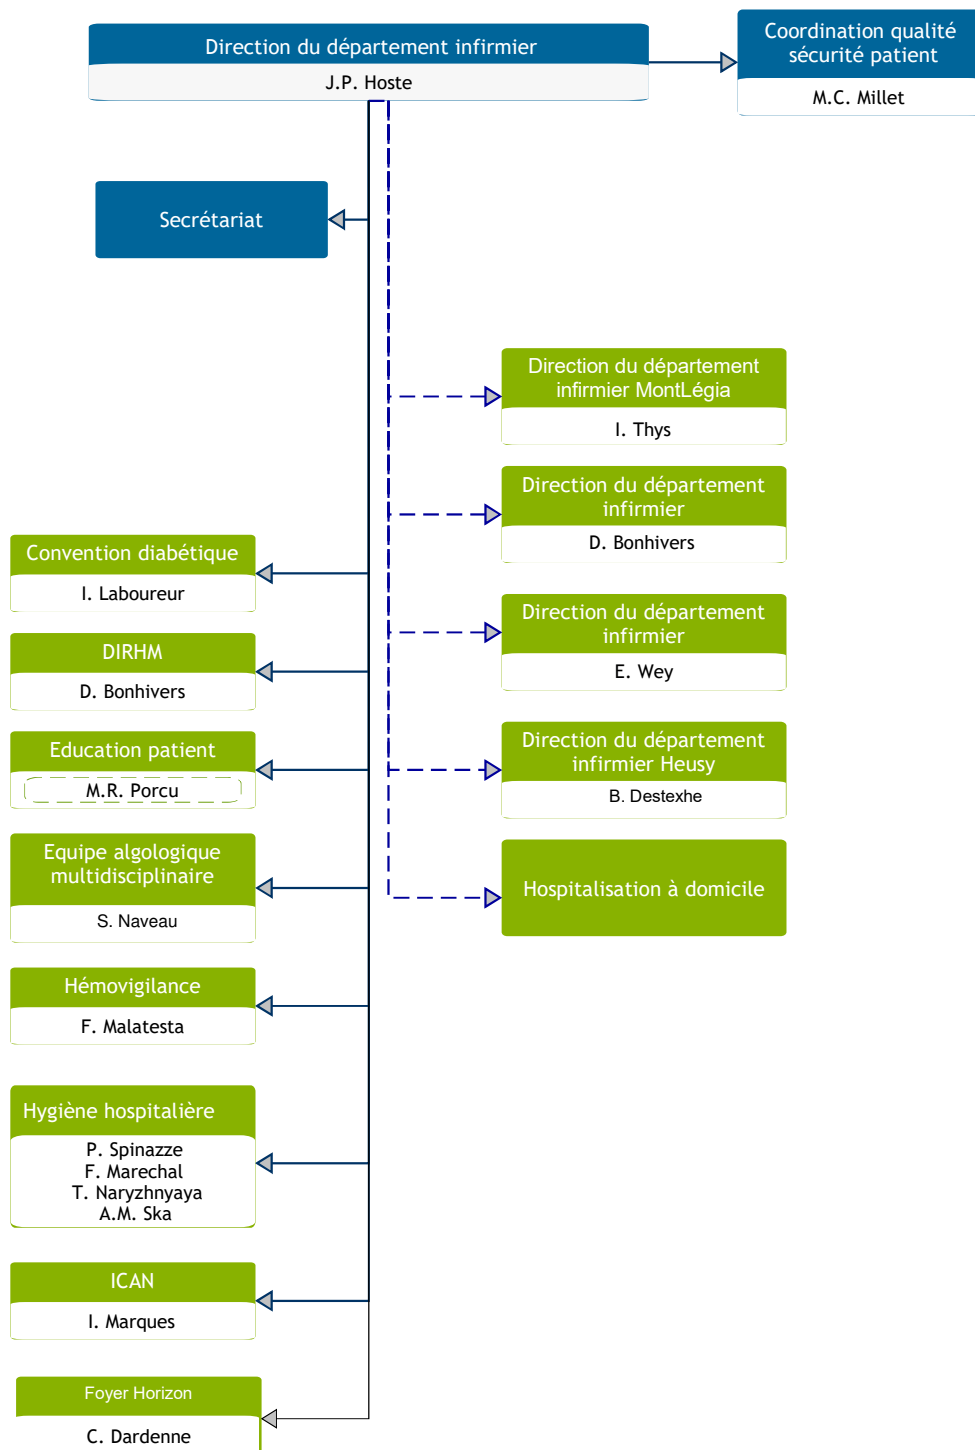 Direction du département infirmier
J.P. Hoste
Coordination qualité
sécurité patient
M.C. Millet
Secrétariat
Direction du département
infirmier MontLégia
I. Thys
Direction du département
infirmier
D. Bonhivers
Direction du département
infirmier
E. Wey
Direction du département
infirmier Heusy
B. Destexhe
Hospitalisation à domicile
Convention diabétique
I. Laboureur
DIRHM
D. Bonhivers
Education patient
M.R. Porcu
Equipe algologique
multidisciplinaire
S. Naveau
Hémovigilance
F. Malatesta
Hygiène hospitalière
P. Spinazze
F. Marechal
T. Naryzhnyaya
A.M. Ska
ICAN
I. Marques
Foyer Horizon
C. Dardenne